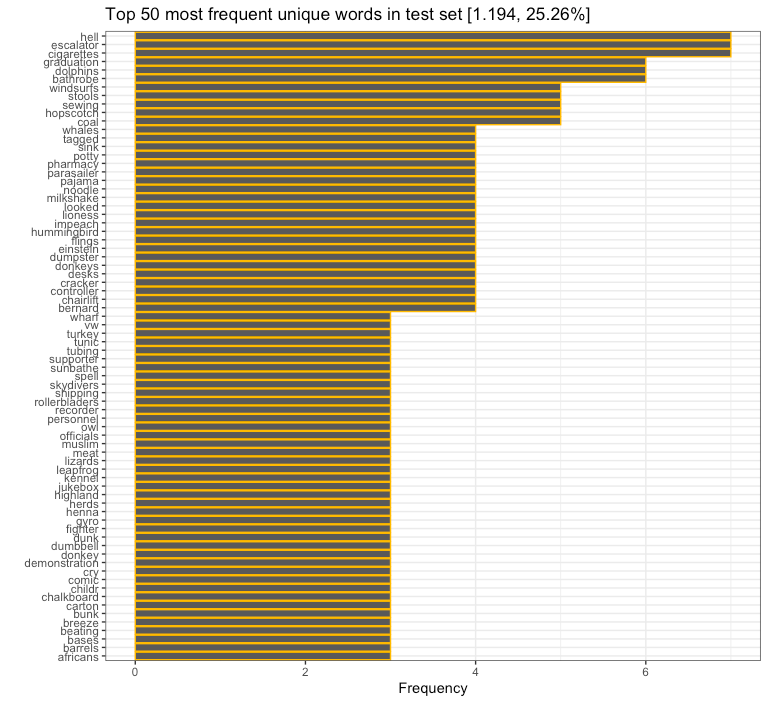 Top 50 most frequent unique words in test set [1.194, 25.26%]
hell
escalator
cigarettes
graduation
dolphins
bathrobe
windsurfs
stools
sewing
hopscotch
coal
whales
tagged
sink
potty
pharmacy
parasailer
pajama
noodle
milkshake
looked
lioness
impeach
hummingbird
flings
einstein
dumpster
donkeys
desks
cracker
controller
chairlift
bernard
wharf
vw
turkey
tunic
tubing
supporter
sunbathe
spell
skydivers
shipping
rollerbladers
recorder
personnel
owl
officials
muslim
meat
lizards
leapfrog
kennel
jukebox
highland
herds
henna
gyro
fighter
dunk
dumbbell
donkey
demonstration
cry
comic
childr
chalkboard
carton
bunk
breeze
beating
bases
barrels
africans
0 2 4 6
Frequency